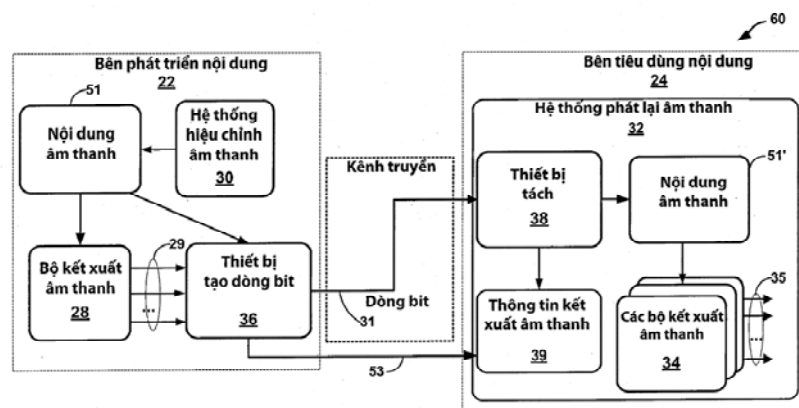 60
Bên phát triển nội dung
22
51
Nội dung
âm thanh
Hệ thống
hiệu chỉnh
âm thanh
30
Bộ kết xuất
âm thanh
28
29
...
Thiết bị
tạo dòng bit
36
Kênh truyền
Dòng bit
31
53
Bên tiêu dùng nội dung
24
Hệ thống phát lại âm thanh
32
Thiết bị
tách
38
51'
Nội dung
âm thanh
Thông tin kết
xuất âm thanh
39
Các bộ kết xuất
âm thanh
34
35
...